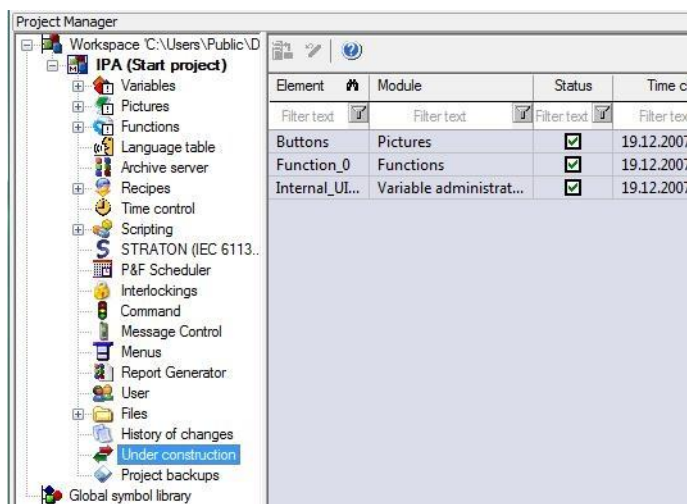 Project Manager
Workspace 'C:\Users\Public\D
IPA (Start project)
Variables
Pictures
Functions
Language table
Archive server
Recipes
Time control
Scripting
STRATON (IEC 6113..
P&F Scheduler
Interlockings
Command
Message Control
Menus
Report Generator
User
Files
History of changes
Under construction
Project backups
Global symbol library
Element Module Status Time c
Filter text Filter text Filter text Filter tex
Buttons Pictures 19.12.2007
Function_0 Functions 19.12.2007
Internal_UI... Variable administrat... 19.12.2007